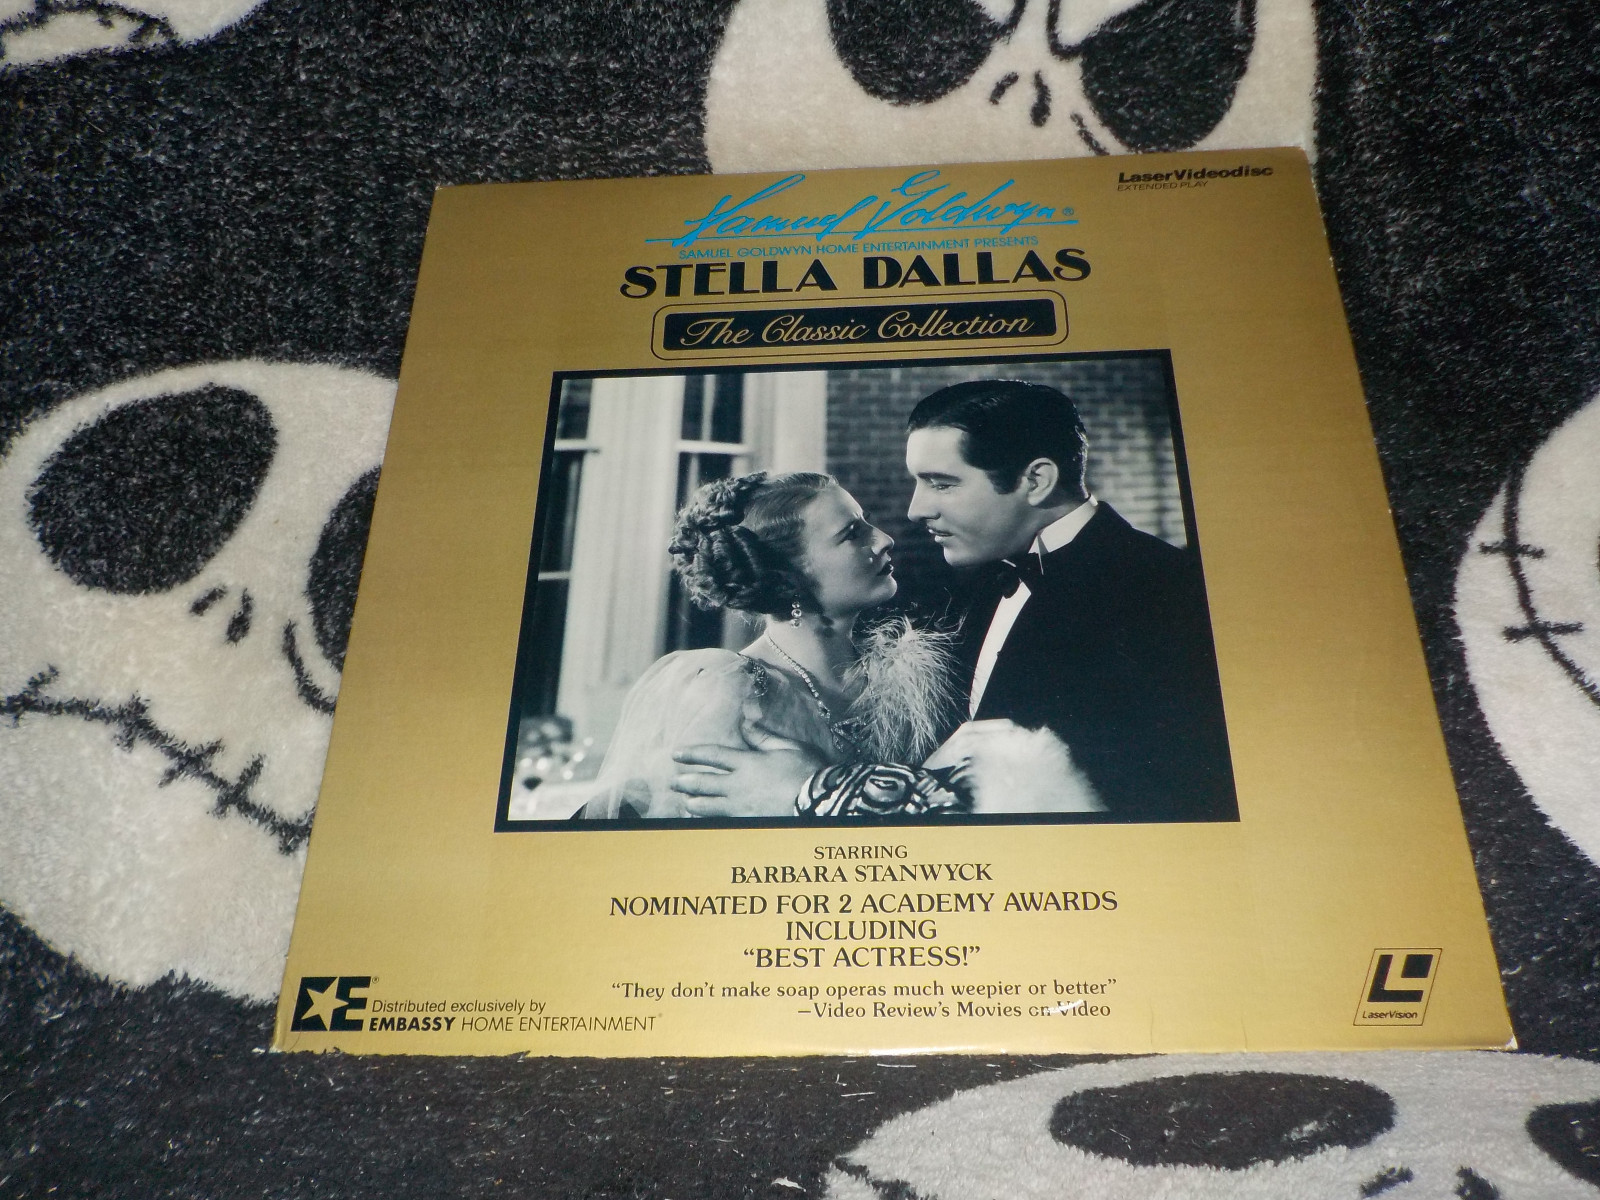 LaserVideodisc
EXTENDED PLAY
Samuel Goldwyn®
SAMUEL GOLDWYN HOME ENTERTAINMENT PRESENTS
STELLA DALLAS
The Classic Collection
STARRING
BARBARA STANWYCK
NOMINATED FOR 2 ACADEMY AWARDS
INCLUDING
“BEST ACTRESS!”
“They don't make soap operas much weepier or better”
—Video Review's Movies on Video
E®
Distributed exclusively by
EMBASSY HOME ENTERTAINMENT®
L
LaserVision